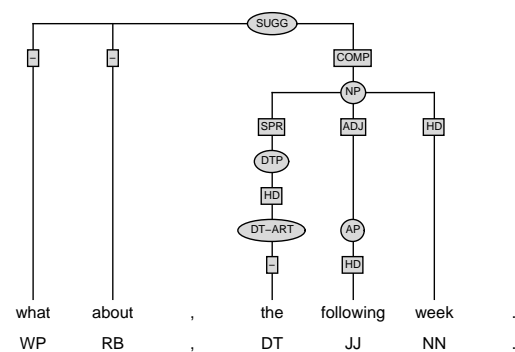 SUGG
– – COMP
NP
SPR ADJ HD
DTP
HD
DT–ART AP
– HD
what about , the following week .
WP RB , DT JJ NN .